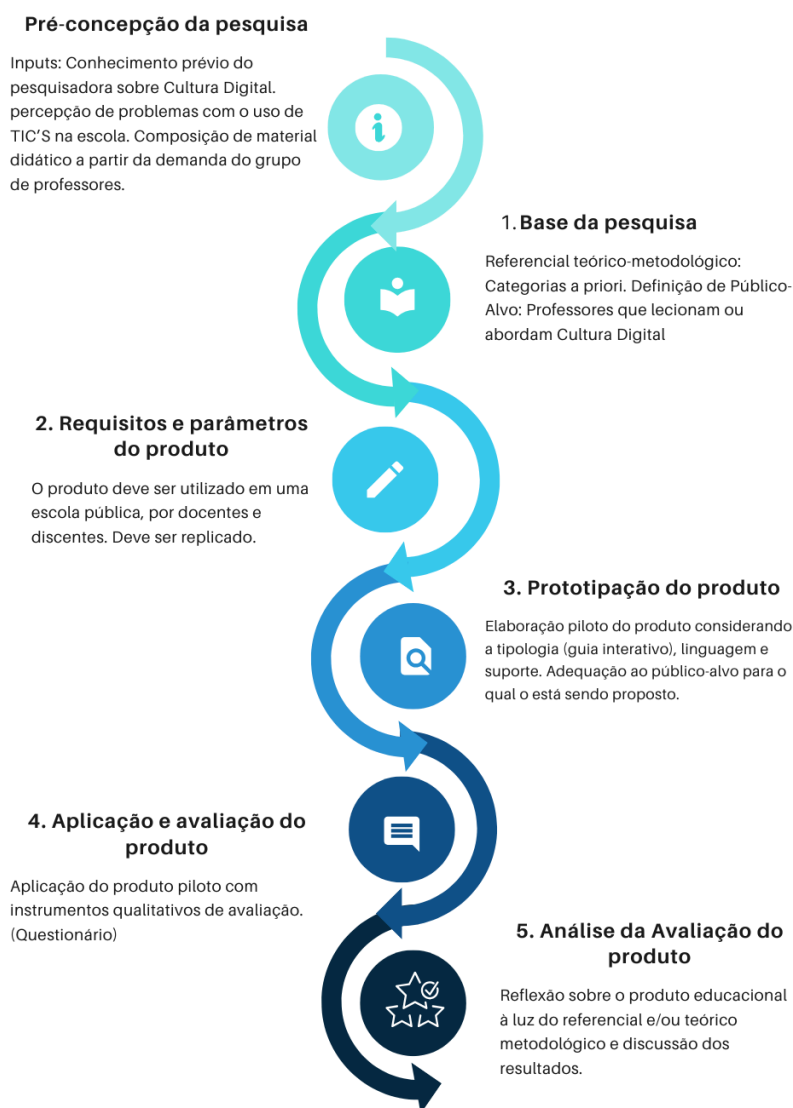 Pré-concepção da pesquisa
Inputs: Conhecimento prévio do
pesquisadora sobre Cultura Digital.
percepção de problemas com o uso de
TIC’S na escola. Composição de material
didático a partir da demanda do grupo
de professores.
1. Base da pesquisa
Referencial teórico-metodológico:
Categorias a priori. Definição de Público-
Alvo: Professores que lecionam ou
abordam Cultura Digital
2. Requisitos e parâmetros
do produto
O produto deve ser utilizado em uma
escola pública, por docentes e
discentes. Deve ser replicado.
3. Prototipação do produto
Elaboração piloto do produto considerando
a tipologia (guia interativo), linguagem e
suporte. Adequação ao público-alvo para o
qual o está sendo proposto.
4. Aplicação e avaliação do
produto
Aplicação do produto piloto com
instrumentos qualitativos de avaliação.
(Questionário)
5. Análise da Avaliação do
produto
Reflexão sobre o produto educacional
à luz do referencial e/ou teórico
metodológico e discussão dos
resultados.